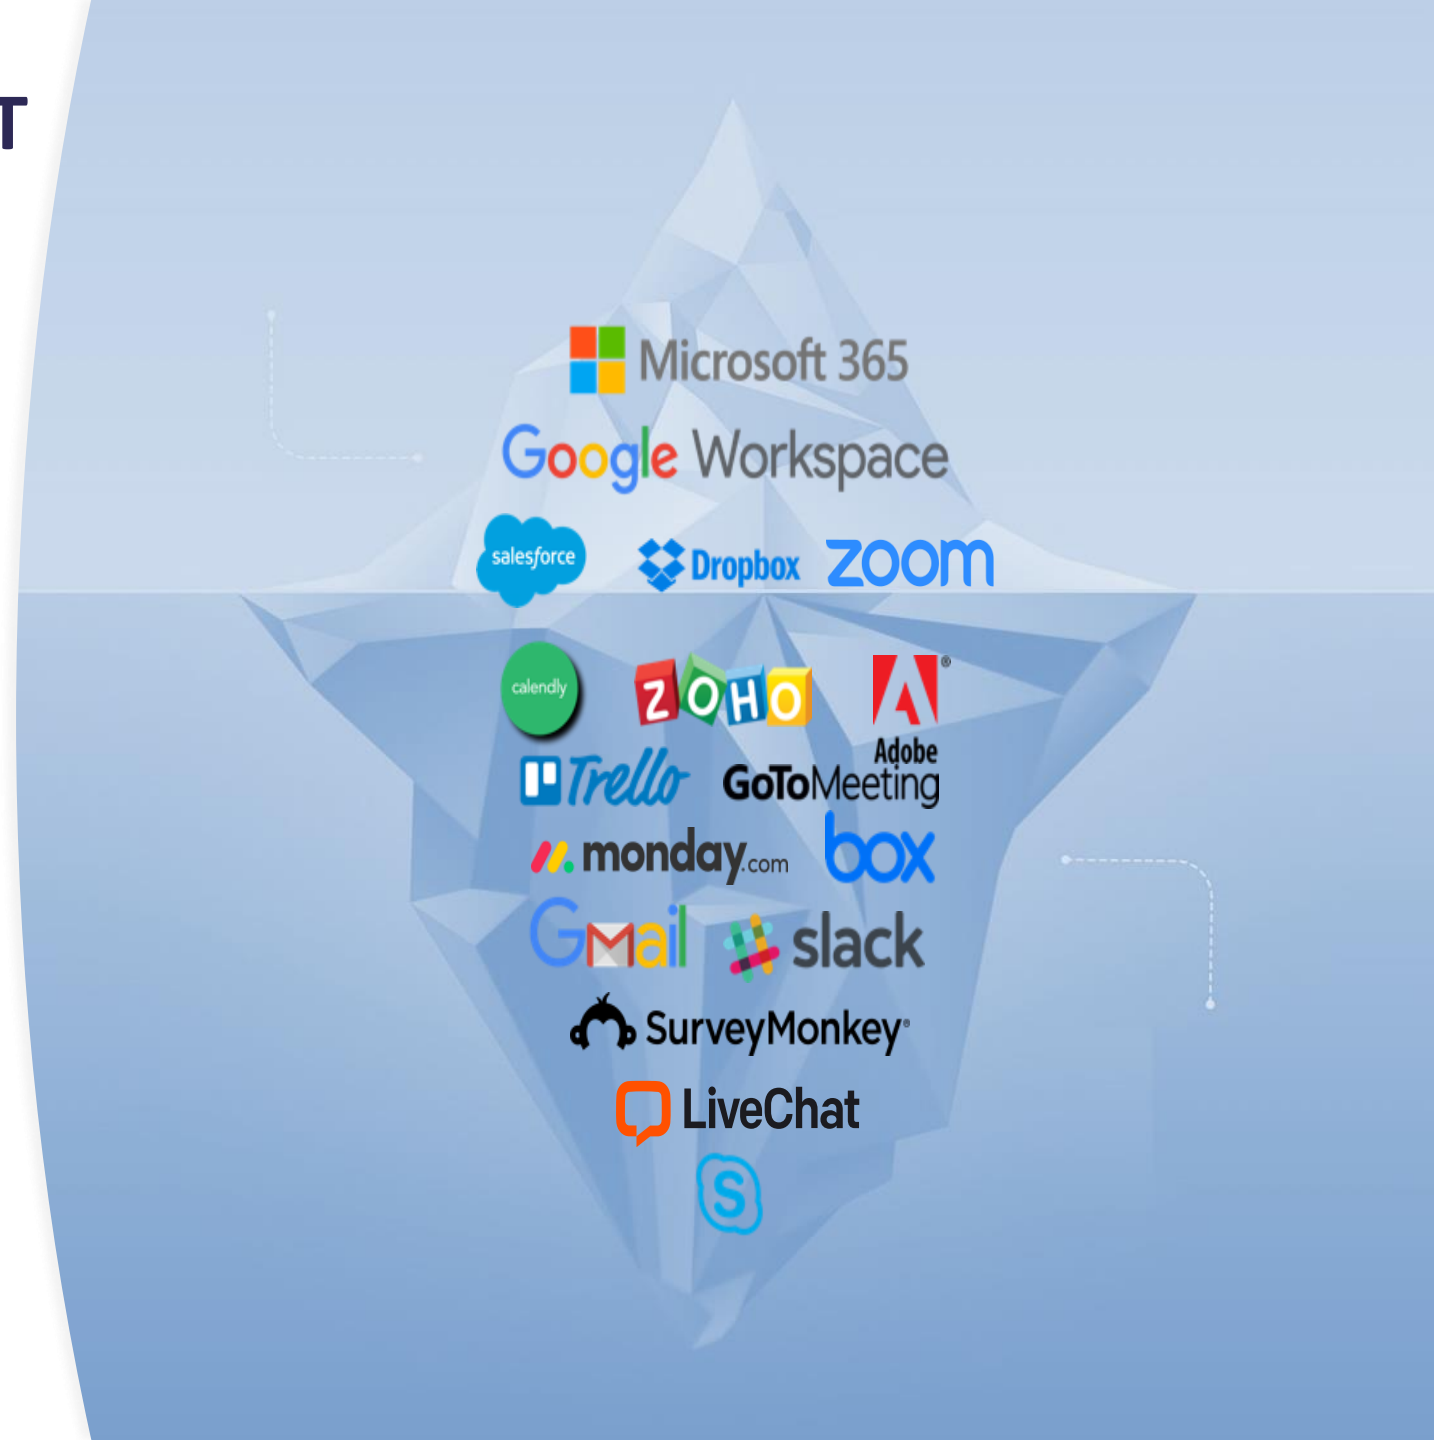 T
Microsoft 365
Google Workspace
salesforce Dropbox zoom
calendly ZOHO ®
Adobe
Trello GoToMeeting
monday.com box
GMail slack
SurveyMonkey®
LiveChat
S